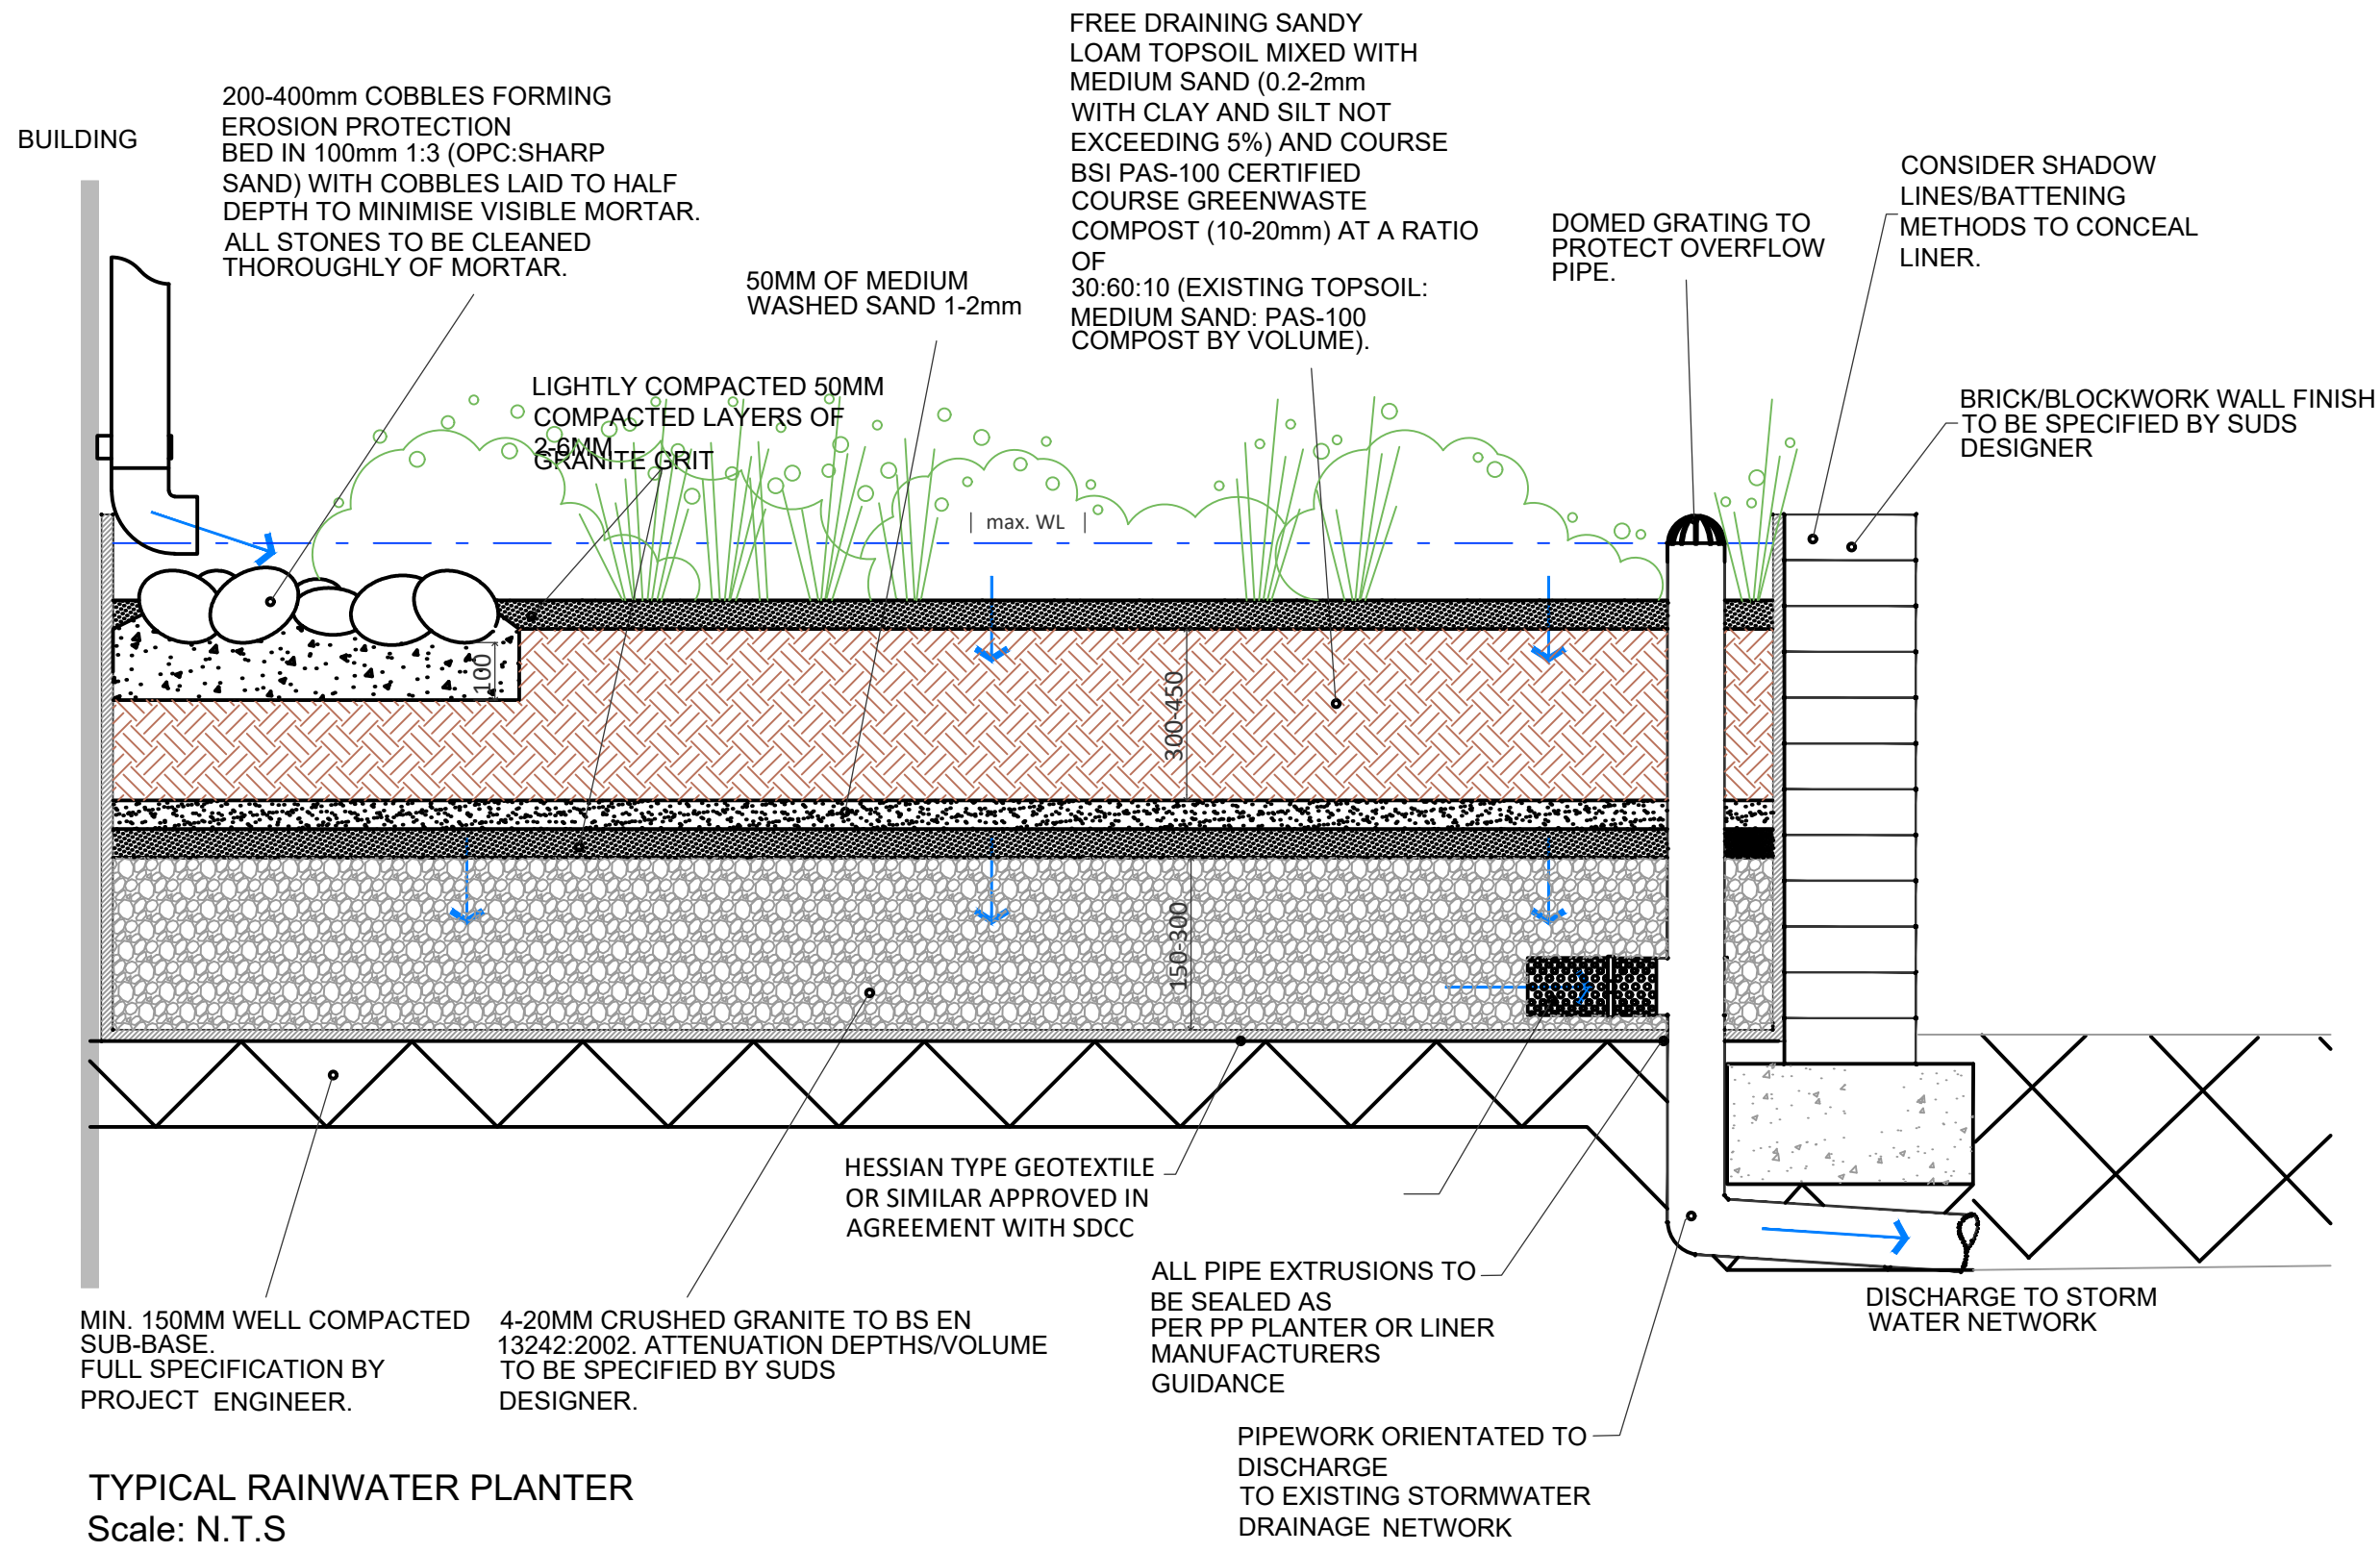 BUILDING
200-400mm COBBLES FORMING
EROSION PROTECTION
BED IN 100mm 1:3 (OPC:SHARP
SAND) WITH COBBLES LAID TO HALF
DEPTH TO MINIMISE VISIBLE MORTAR.
ALL STONES TO BE CLEANED
THOROUGHLY OF MORTAR.
50MM OF MEDIUM
WASHED SAND 1-2mm
LIGHTLY COMPACTED 50MM
COMPACTED LAYERS OF
2-6MM
GRANITE GRIT
FREE DRAINING SANDY
LOAM TOPSOIL MIXED WITH
MEDIUM SAND (0.2-2mm
WITH CLAY AND SILT NOT
EXCEEDING 5%) AND COURSE
BSI PAS-100 CERTIFIED
COURSE GREENWASTE
COMPOST (10-20mm) AT A RATIO
OF
30:60:10 (EXISTING TOPSOIL:
MEDIUM SAND: PAS-100
COMPOST BY VOLUME).
DOMED GRATING TO
PROTECT OVERFLOW
PIPE.
CONSIDER SHADOW
LINES/BATTENING
METHODS TO CONCEAL
LINER.
BRICK/BLOCKWORK WALL FINISH
TO BE SPECIFIED BY SUDS
DESIGNER
max. WL
100
300-450
150-300
HESSIAN TYPE GEOTEXTILE
OR SIMILAR APPROVED IN
AGREEMENT WITH SDCC
ALL PIPE EXTRUSIONS TO
BE SEALED AS
PER PP PLANTER OR LINER
MANUFACTURERS
GUIDANCE
DISCHARGE TO STORM
WATER NETWORK
MIN. 150MM WELL COMPACTED
SUB-BASE.
FULL SPECIFICATION BY
PROJECT ENGINEER.
4-20MM CRUSHED GRANITE TO BS EN
13242:2002. ATTENUATION DEPTHS/VOLUME
TO BE SPECIFIED BY SUDS
DESIGNER.
PIPEWORK ORIENTATED TO
DISCHARGE
TO EXISTING STORMWATER
DRAINAGE NETWORK
TYPICAL RAINWATER PLANTER
Scale: N.T.S